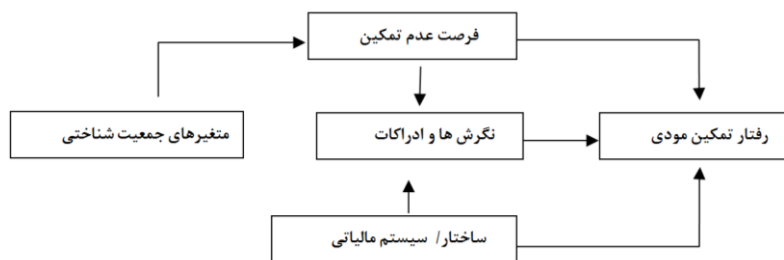 فرصت عدم تمکین
متغیرهای جمعیت شناختی
نگرش ها و ادراکات
رفتار تمکین مودی
ساختار/ سیستم مالیاتی